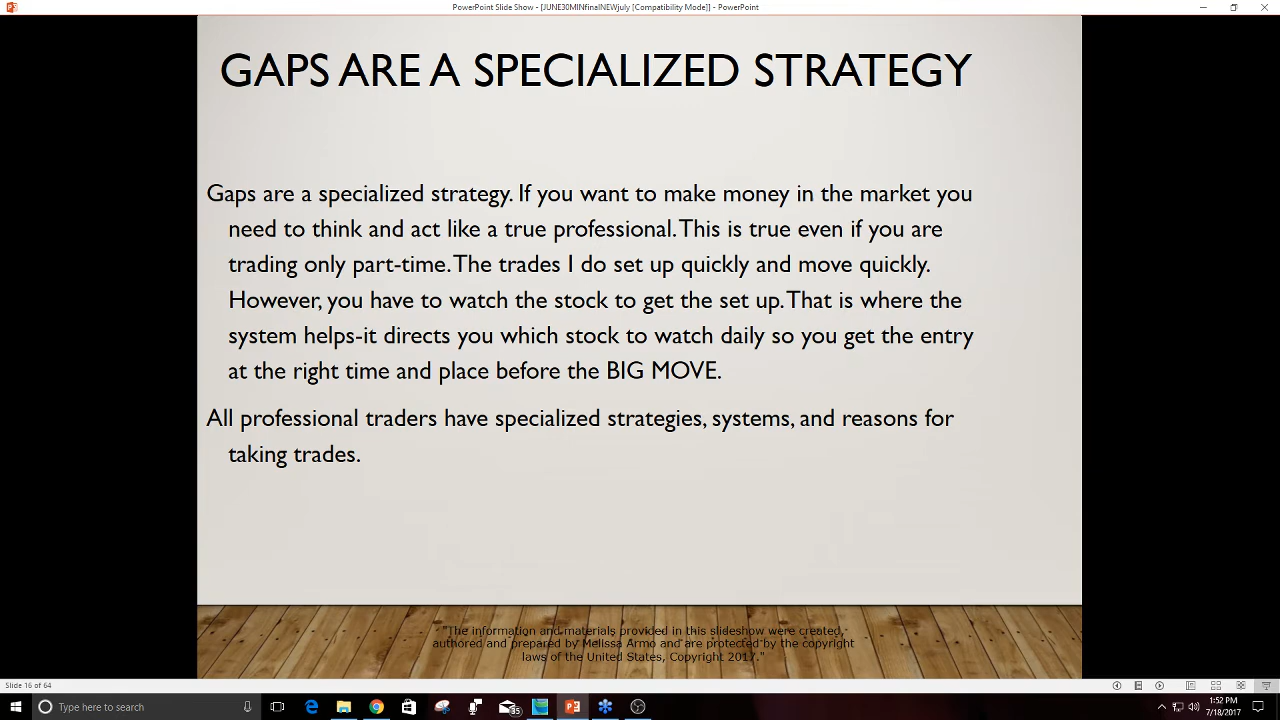 PowerPoint Slide Show - [JUNE30MINfinalNEWjuly [Compatibility Mode]] - PowerPoint
GAPS ARE A SPECIALIZED STRATEGY
Gaps are a specialized strategy. If you want to make money in the market you
need to think and act like a true professional. This is true even if you are
trading only part-time. The trades I do set up quickly and move quickly.
However, you have to watch the stock to get the set up. That is where the
system helps-it directs you which stock to watch daily so you get the entry
at the right time and place before the BIG MOVE.
All professional traders have specialized strategies, systems, and reasons for
taking trades.
"The information and materials provided in this slideshow were created,
authored and prepared by Melissa Armo and are protected by the copyright
laws of the United States, Copyright 2017."
Slide 16 of 64
Type here to search
35
1:52 PM
7/18/2017